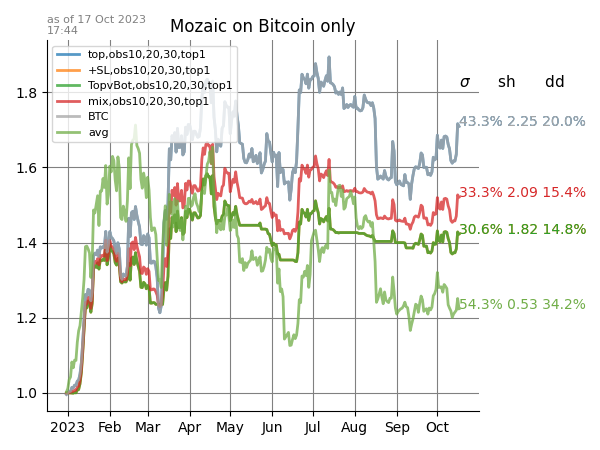 as of 17 Oct 2023
17:44
Mozaic on Bitcoin only
top,obs10,20,30,top1
+SL,obs10,20,30,top1
TopvBot,obs10,20,30,top1
mix,obs10,20,30,top1
BTC
avg
σ sh dd
43.3% 2.25 20.0%
33.3% 2.09 15.4%
30.6% 1.82 14.8%
54.3% 0.53 34.2%
1.8
1.6
1.4
1.2
1.0
2023 Feb Mar Apr May Jun Jul Aug Sep Oct